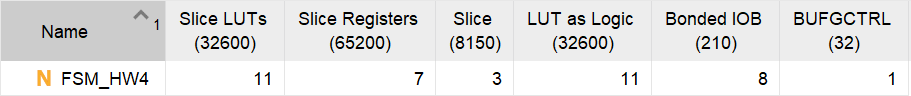 Name 1 Slice LUTs (32600) Slice Registers (65200) Slice (8150) LUT as Logic (32600) Bonded IOB (210) BUFGCTRL (32)
N FSM_HW4 11 7 3 11 8 1